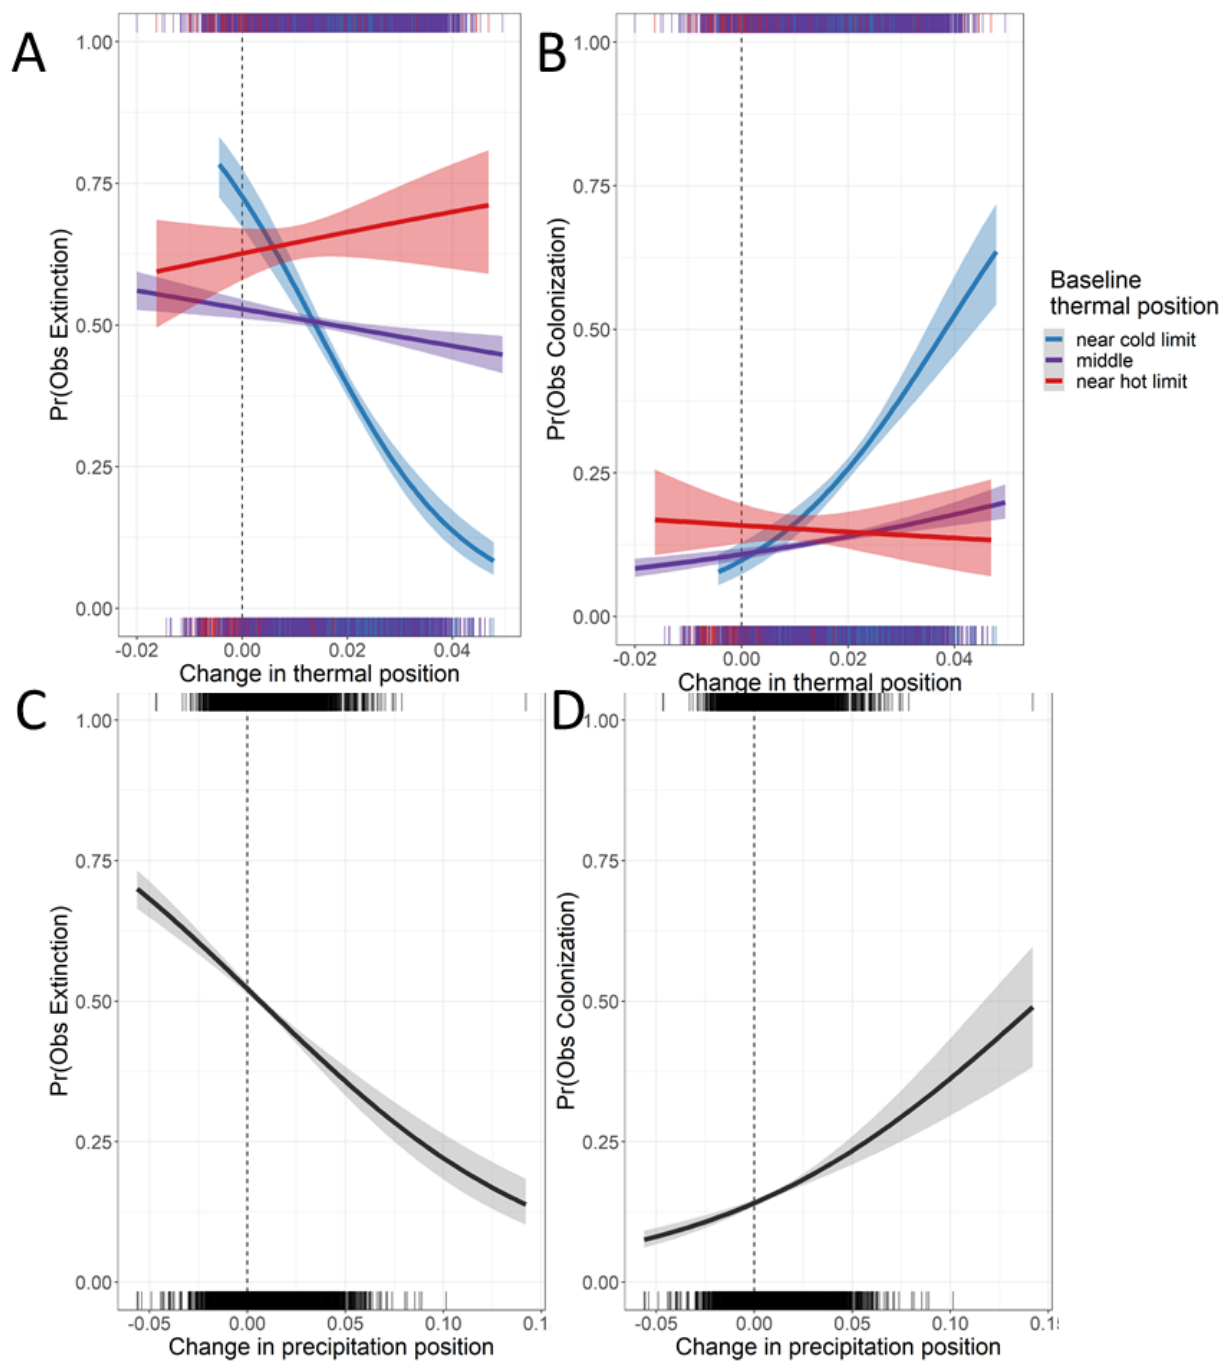 A
B
1.00
0.75
0.50
0.25
0.00
Pr(Obs Extinction)
-0.02
0.00
0.02
0.04
Change in thermal position
1.00
0.75
0.50
0.25
0.00
Pr(Obs Colonization)
-0.02
0.00
0.02
0.04
Change in thermal position
Baseline
thermal position
near cold limit
middle
near hot limit
C
D
1.00
0.75
0.50
0.25
0.00
Pr(Obs Extinction)
-0.05
0.00
0.05
0.10
0.1
Change in precipitation position
1.00
0.75
0.50
0.25
0.00
Pr(Obs Colonization)
-0.05
0.00
0.05
0.10
Change in precipitation position